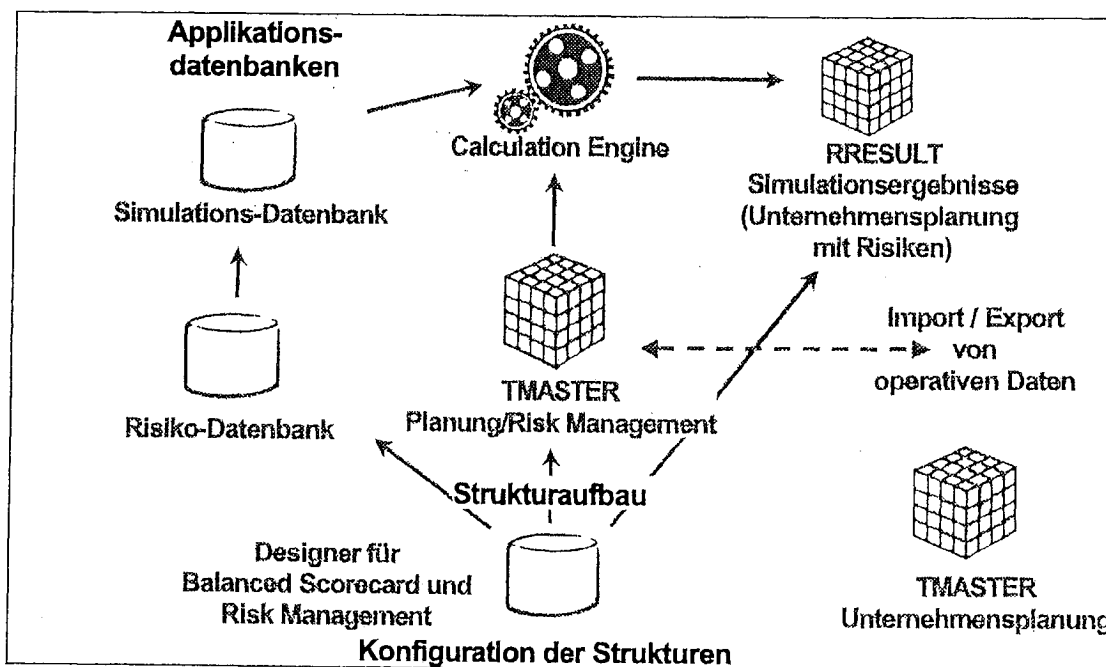 Applikations-
datenbanken
Calculation Engine
RRESULT
Simulationsergebnisse
(Unternehmensplanung
mit Risiken)
Simulations-Datenbank
Import / Export
von
operativen Daten
TMASTER
Planung/Risk Management
Risiko-Datenbank
Strukturaufbau
Designer für
Balanced Scorecard und
Risk Management
TMASTER
Unternehmensplanung
Konfiguration der Strukturen